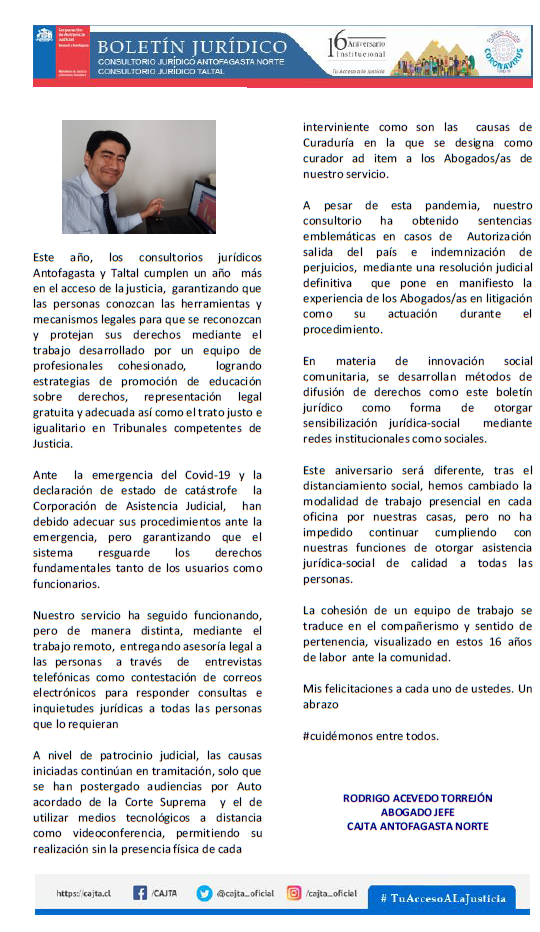 Corporación
de Asistencia
Judicial
BOLETÍN JURÍDICO
CONSULTORIO JURÍDICO ANTOFAGASTA NORTE
CONSULTORIO JURÍDICO TALTAL
16 Aniversario
Institucional
Tu Acceso a la Justicia
CORONAVIRUS
Este año, los consultorios jurídicos
Antofagasta y Taltal cumplen un año más
en el acceso de la justicia, garantizando que
las personas conozcan las herramientas y
mecanismos legales para que se reconozcan
y protejan sus derechos mediante el
trabajo desarrollado por un equipo de
profesionales cohesionado, logrando
estrategias de promoción de educación
sobre derechos, representación legal
gratuita y adecuada así como el trato justo e
igualitario en Tribunales competentes de
Justicia.
Ante la emergencia del Covid-19 y la
declaración de estado de catástrofe la
Corporación de Asistencia Judicial, han
debido adecuar sus procedimientos ante la
emergencia, pero garantizando que el
sistema resguarde los derechos
fundamentales tanto de los usuarios como
funcionarios.
Nuestro servicio ha seguido funcionando,
pero de manera distinta, mediante el
trabajo remoto, entregando asesoría legal a
las personas a través de entrevistas
telefónicas como contestación de correos
electrónicos para responder consultas e
inquietudes jurídicas a todas las personas
que lo requieran
A nivel de patrocinio judicial, las causas
iniciadas continúan en tramitación, solo que
se han postergado audiencias por Auto
acordado de la Corte Suprema y el de
utilizar medios tecnológicos a distancia
como videoconferencia, permitiendo su
realización sin la presencia física de cada
interviniente como son las causas de
Curaduría en la que se designa como
curador ad item a los Abogados/as de
nuestro servicio.
A pesar de esta pandemia, nuestro
consultorio ha obtenido sentencias
emblemáticas en casos de Autorización
salida del país e indemnización de
perjuicios, mediante una resolución judicial
definitiva que pone en manifiesto la
experiencia de los Abogados/as en litigación
como su actuación durante el
procedimiento.
En materia de innovación social
comunitaria, se desarrollan métodos de
difusión de derechos como este boletín
jurídico como forma de otorgar
sensibilización jurídica-social mediante
redes institucionales como sociales.
Este aniversario será diferente, tras el
distanciamiento social, hemos cambiado la
modalidad de trabajo presencial en cada
oficina por nuestras casas, pero no ha
impedido continuar cumpliendo con
nuestras funciones de otorgar asistencia
jurídica-social de calidad a todas las
personas.
La cohesión de un equipo de trabajo se
traduce en el compañerismo y sentido de
pertenencia, visualizado en estos 16 años
de labor ante la comunidad.
Mis felicitaciones a cada uno de ustedes. Un
abrazo
#cuidémonos entre todos.
RODRIGO ACEVEDO TORREJÓN
ABOGADO JEFE
CAJTA ANTOFAGASTA NORTE
https://cajta.cl
/CAJTA
@cajta_oficial
/cajta_oficial
# TuAccesoALaJusticia